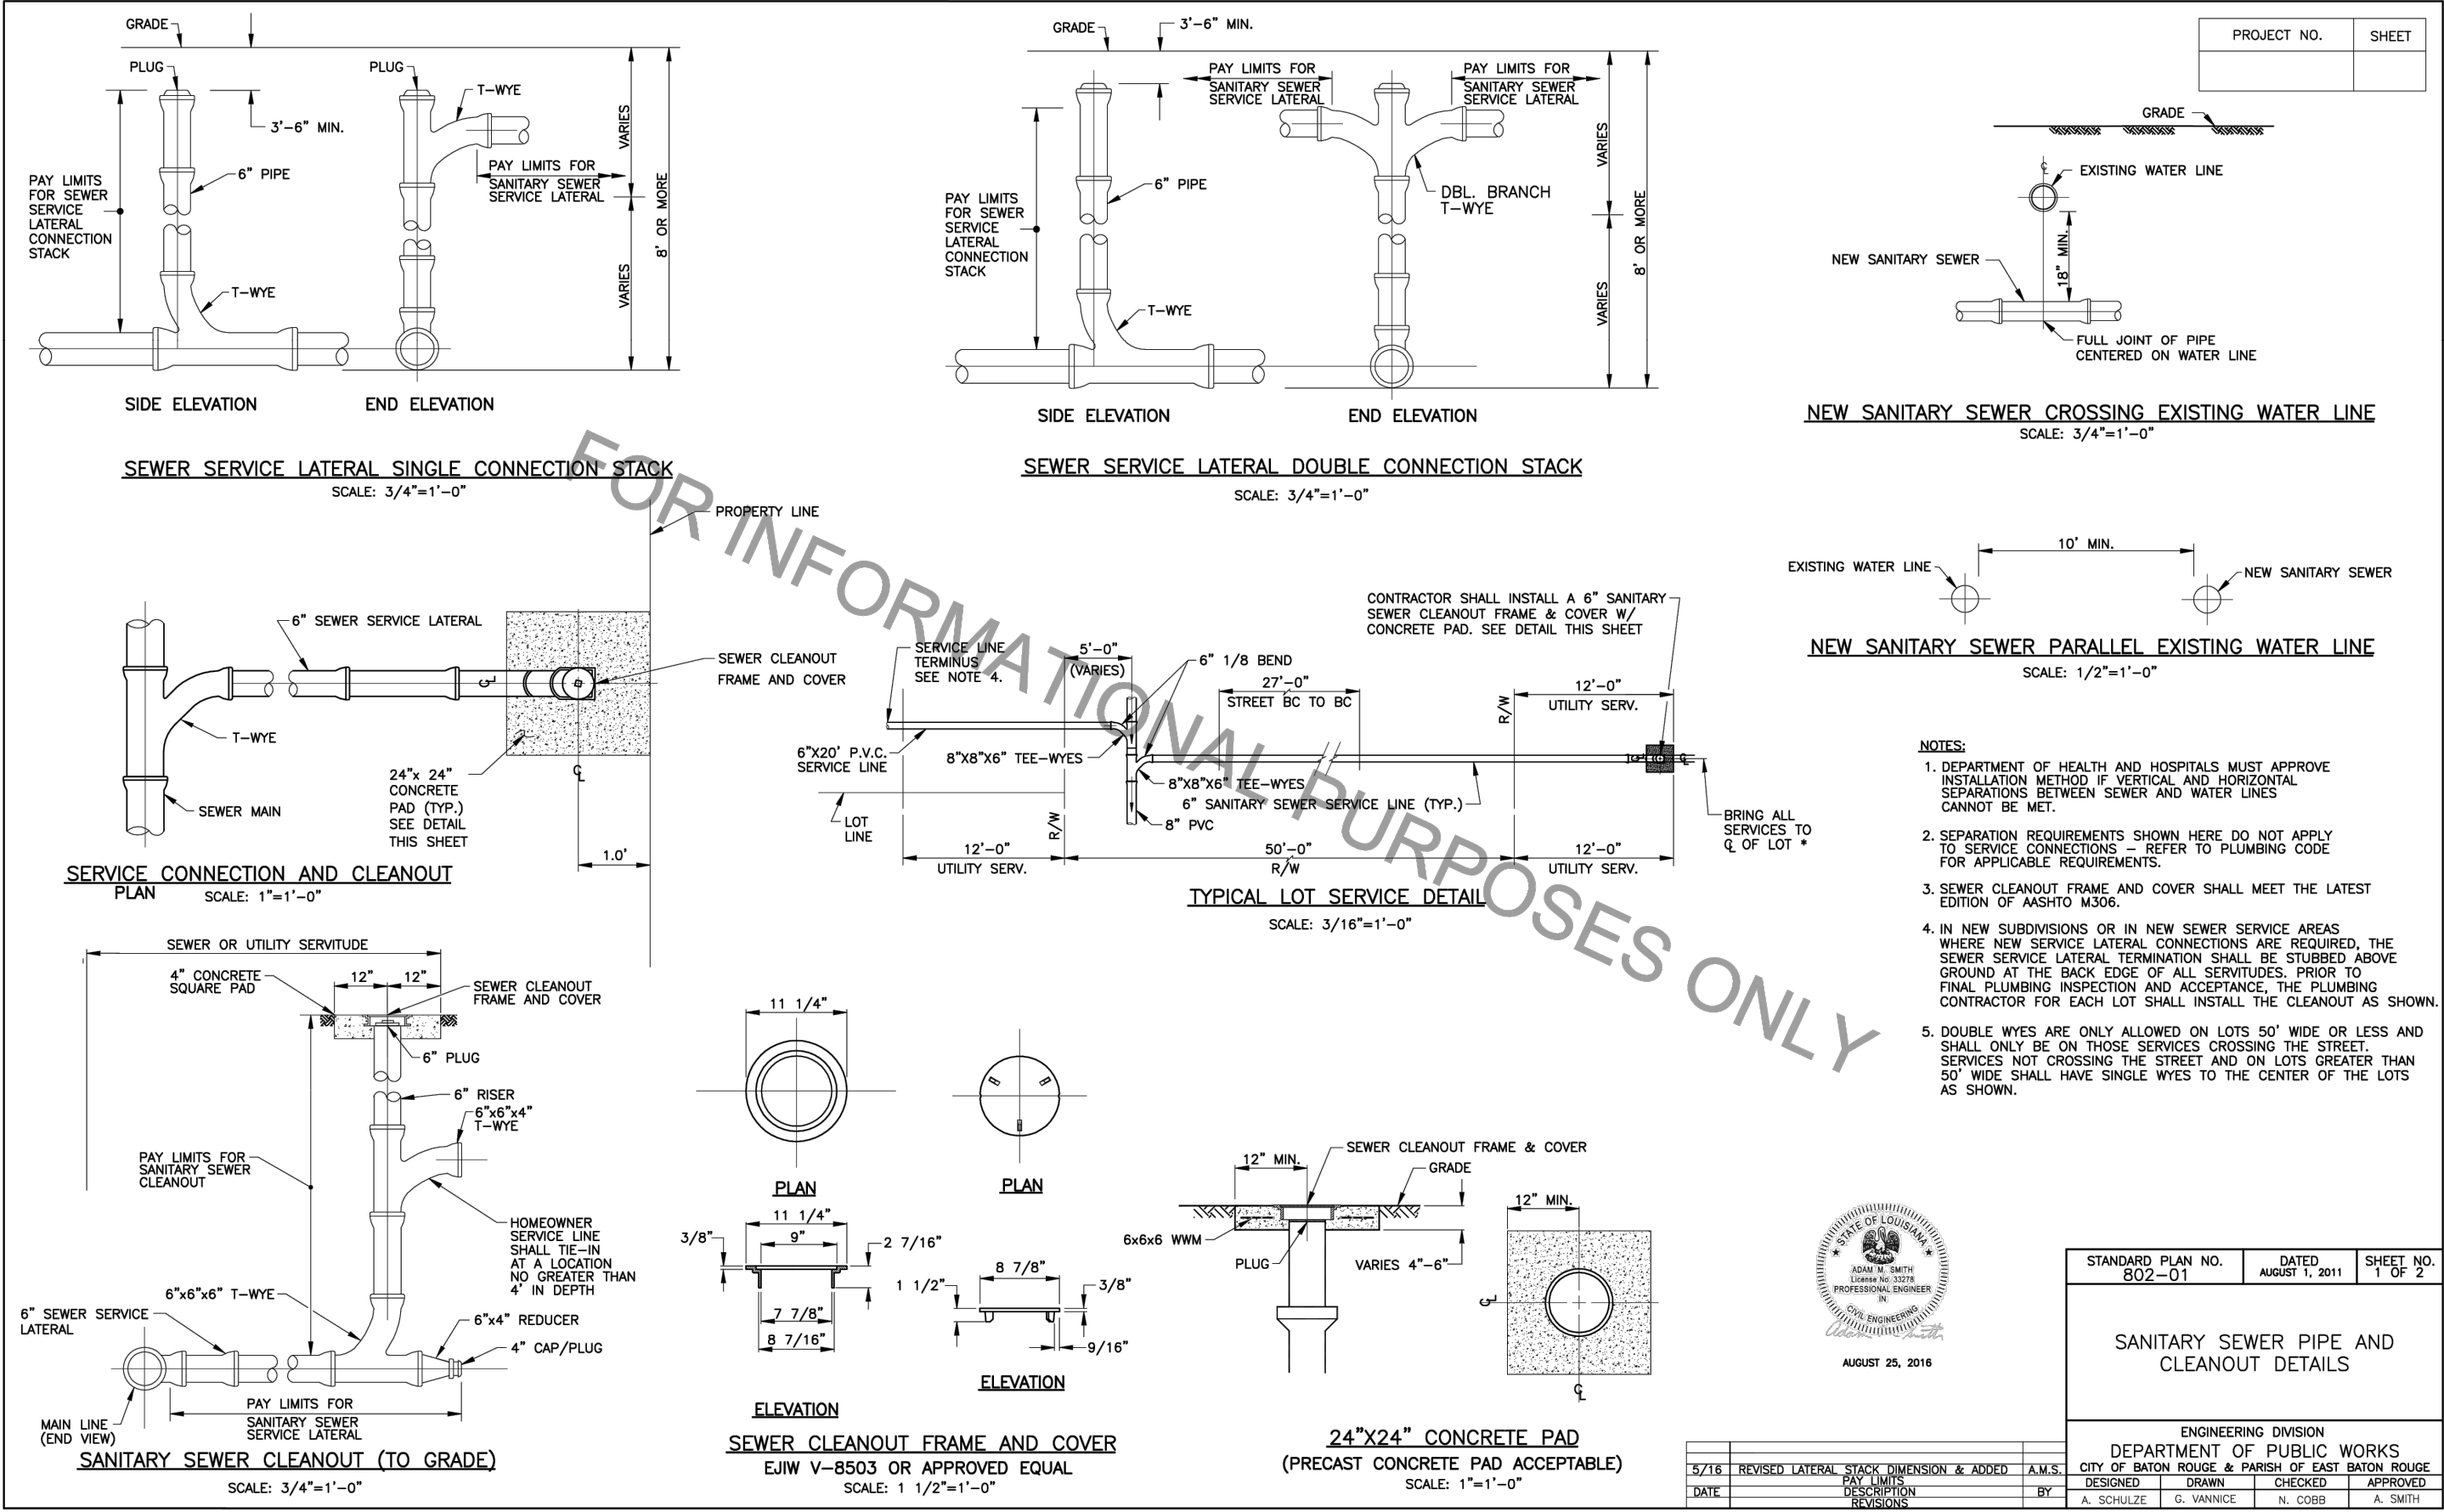 GRADE
PLUG
PLUG
T-WYE
3'-6" MIN.
6" PIPE
PAY LIMITS
FOR SEWER
SERVICE
LATERAL
CONNECTION
STACK
PAY LIMITS FOR
SANITARY SEWER
SERVICE LATERAL
VARIES
VARIES
8' OR MORE
T-WYE
SIDE ELEVATION
END ELEVATION
SEWER SERVICE LATERAL SINGLE CONNECTION STACK
SCALE: 3/4"=1'-0"
GRADE
3'-6" MIN.
PAY LIMITS FOR
SANITARY SEWER
SERVICE LATERAL
PAY LIMITS FOR
SANITARY SEWER
SERVICE LATERAL
6" PIPE
PAY LIMITS
FOR SEWER
SERVICE
LATERAL
CONNECTION
STACK
DBL. BRANCH
T-WYE
VARIES
VARIES
8' OR MORE
T-WYE
SIDE ELEVATION
END ELEVATION
SEWER SERVICE LATERAL DOUBLE CONNECTION STACK
SCALE: 3/4"=1'-0"
PROJECT NO.
SHEET
GRADE
℄
EXISTING WATER LINE
NEW SANITARY SEWER
18" MIN.
FULL JOINT OF PIPE
CENTERED ON WATER LINE
NEW SANITARY SEWER CROSSING EXISTING WATER LINE
SCALE: 3/4"=1'-0"
FOR INFORMATIONAL PURPOSES ONLY
PROPERTY LINE
6" SEWER SERVICE LATERAL
SEWER CLEANOUT
FRAME AND COVER
℄
T-WYE
SEWER MAIN
24"x 24"
CONCRETE
PAD (TYP.)
SEE DETAIL
THIS SHEET
℄
1.0'
SERVICE CONNECTION AND CLEANOUT
PLAN
SCALE: 1"=1'-0"
SERVICE LINE
TERMINUS
SEE NOTE 4.
5'-0"
(VARIES)
6" 1/8 BEND
27'-0"
STREET BC TO BC
CONTRACTOR SHALL INSTALL A 6" SANITARY
SEWER CLEANOUT FRAME & COVER W/
CONCRETE PAD. SEE DETAIL THIS SHEET
R/W
12'-0"
UTILITY SERV.
6"X20' P.V.C.
SERVICE LINE
8"X8"X6" TEE-WYES
8"X8"X6" TEE-WYES
6" SANITARY SEWER SERVICE LINE (TYP.)
8" PVC
LOT
LINE
R/W
℄
℄
BRING ALL
SERVICES TO
℄ OF LOT *
12'-0"
UTILITY SERV.
50'-0"
R/W
12'-0"
UTILITY SERV.
TYPICAL LOT SERVICE DETAIL
SCALE: 3/16"=1'-0"
10' MIN.
EXISTING WATER LINE
NEW SANITARY SEWER
NEW SANITARY SEWER PARALLEL EXISTING WATER LINE
SCALE: 1/2"=1'-0"
NOTES:
1. DEPARTMENT OF HEALTH AND HOSPITALS MUST APPROVE
INSTALLATION METHOD IF VERTICAL AND HORIZONTAL
SEPARATIONS BETWEEN SEWER AND WATER LINES
CANNOT BE MET.
2. SEPARATION REQUIREMENTS SHOWN HERE DO NOT APPLY
TO SERVICE CONNECTIONS – REFER TO PLUMBING CODE
FOR APPLICABLE REQUIREMENTS.
3. SEWER CLEANOUT FRAME AND COVER SHALL MEET THE LATEST
EDITION OF AASHTO M306.
4. IN NEW SUBDIVISIONS OR IN NEW SEWER SERVICE AREAS
WHERE NEW SERVICE LATERAL CONNECTIONS ARE REQUIRED, THE
SEWER SERVICE LATERAL TERMINATION SHALL BE STUBBED ABOVE
GROUND AT THE BACK EDGE OF ALL SERVITUDES. PRIOR TO
FINAL PLUMBING INSPECTION AND ACCEPTANCE, THE PLUMBING
CONTRACTOR FOR EACH LOT SHALL INSTALL THE CLEANOUT AS SHOWN.
5. DOUBLE WYES ARE ONLY ALLOWED ON LOTS 50' WIDE OR LESS AND
SHALL ONLY BE ON THOSE SERVICES CROSSING THE STREET.
SERVICES NOT CROSSING THE STREET AND ON LOTS GREATER THAN
50' WIDE SHALL HAVE SINGLE WYES TO THE CENTER OF THE LOTS
AS SHOWN.
SEWER OR UTILITY SERVITUDE
4" CONCRETE
SQUARE PAD
12"
12"
SEWER CLEANOUT
FRAME AND COVER
6" PLUG
6" RISER
6"x6"x4"
T-WYE
PAY LIMITS FOR
SANITARY SEWER
CLEANOUT
HOMEOWNER
SERVICE LINE
SHALL TIE-IN
AT A LOCATION
NO GREATER THAN
4' IN DEPTH
6"x6"x6" T-WYE
6" SEWER SERVICE
LATERAL
6"x4" REDUCER
4" CAP/PLUG
MAIN LINE
(END VIEW)
PAY LIMITS FOR
SANITARY SEWER
SERVICE LATERAL
SANITARY SEWER CLEANOUT (TO GRADE)
SCALE: 3/4"=1'-0"
11 1/4"
PLAN
PLAN
11 1/4"
9"
3/8"
2 7/16"
7 7/8"
8 7/16"
8 7/8"
1 1/2"
3/8"
9/16"
ELEVATION
ELEVATION
SEWER CLEANOUT FRAME AND COVER
EJIW V-8503 OR APPROVED EQUAL
SCALE: 1 1/2"=1'-0"
SEWER CLEANOUT FRAME & COVER
12" MIN.
GRADE
6x6x6 WWM
PLUG
VARIES 4"-6"
12" MIN.
℄
℄
24"X24" CONCRETE PAD
(PRECAST CONCRETE PAD ACCEPTABLE)
SCALE: 1"=1'-0"
STATE OF LOUISIANA
ADAM M. SMITH
License No. 33278
PROFESSIONAL ENGINEER
IN
CIVIL ENGINEERING
Adam M. Smith
AUGUST 25, 2016
5/16 REVISED LATERAL STACK DIMENSION & ADDED A.M.S.
PAY LIMITS
DATE DESCRIPTION BY
REVISIONS
STANDARD PLAN NO.
802-01
DATED
AUGUST 1, 2011
SHEET NO.
1 OF 2
SANITARY SEWER PIPE AND
CLEANOUT DETAILS
ENGINEERING DIVISION
DEPARTMENT OF PUBLIC WORKS
CITY OF BATON ROUGE & PARISH OF EAST BATON ROUGE
DESIGNED DRAWN CHECKED APPROVED
A. SCHULZE G. VANNICE N. COBB A. SMITH